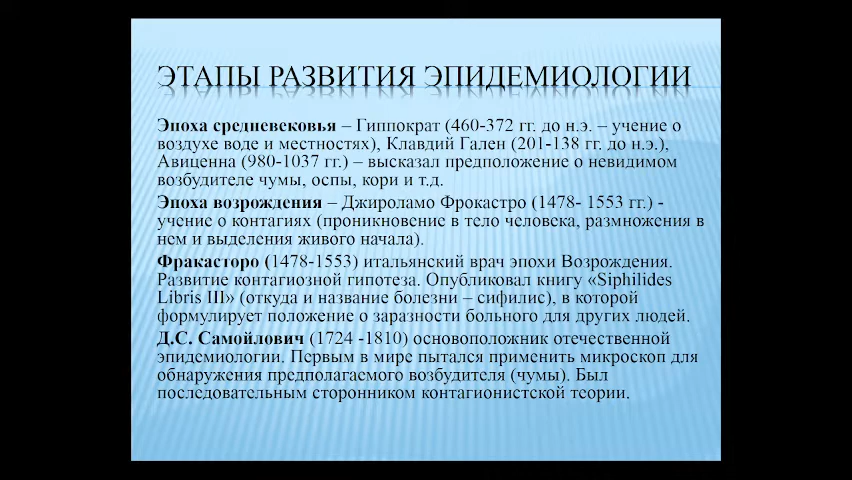 ЭТАПЫ РАЗВИТИЯ ЭПИДЕМИОЛОГИИ
Эпоха средневековья – Гиппократ (460-372 гг. до н.э. – учение о
воздухе воде и местностях), Клавдий Гален (201-138 гг. до н.э.),
Авиценна (980-1037 гг.) – высказал предположение о невидимом
возбудителе чумы, оспы, кори и т.д.
Эпоха возрождения – Джироламо Фрокастро (1478- 1553 гг.) -
учение о контагиях (проникновение в тело человека, размножения в
нем и выделения живого начала).
Фракасторо (1478-1553) итальянский врач эпохи Возрождения.
Развитие контагиозной гипотеза. Опубликовал книгу «Siphilides
Libris III» (откуда и название болезни – сифилис), в которой
формулирует положение о заразности больного для других людей.
Д.С. Самойлович (1724 -1810) основоположник отечественной
эпидемиологии. Первым в мире пытался применить микроскоп для
обнаружения предполагаемого возбудителя (чумы). Был
последовательным сторонником контагионистской теории.